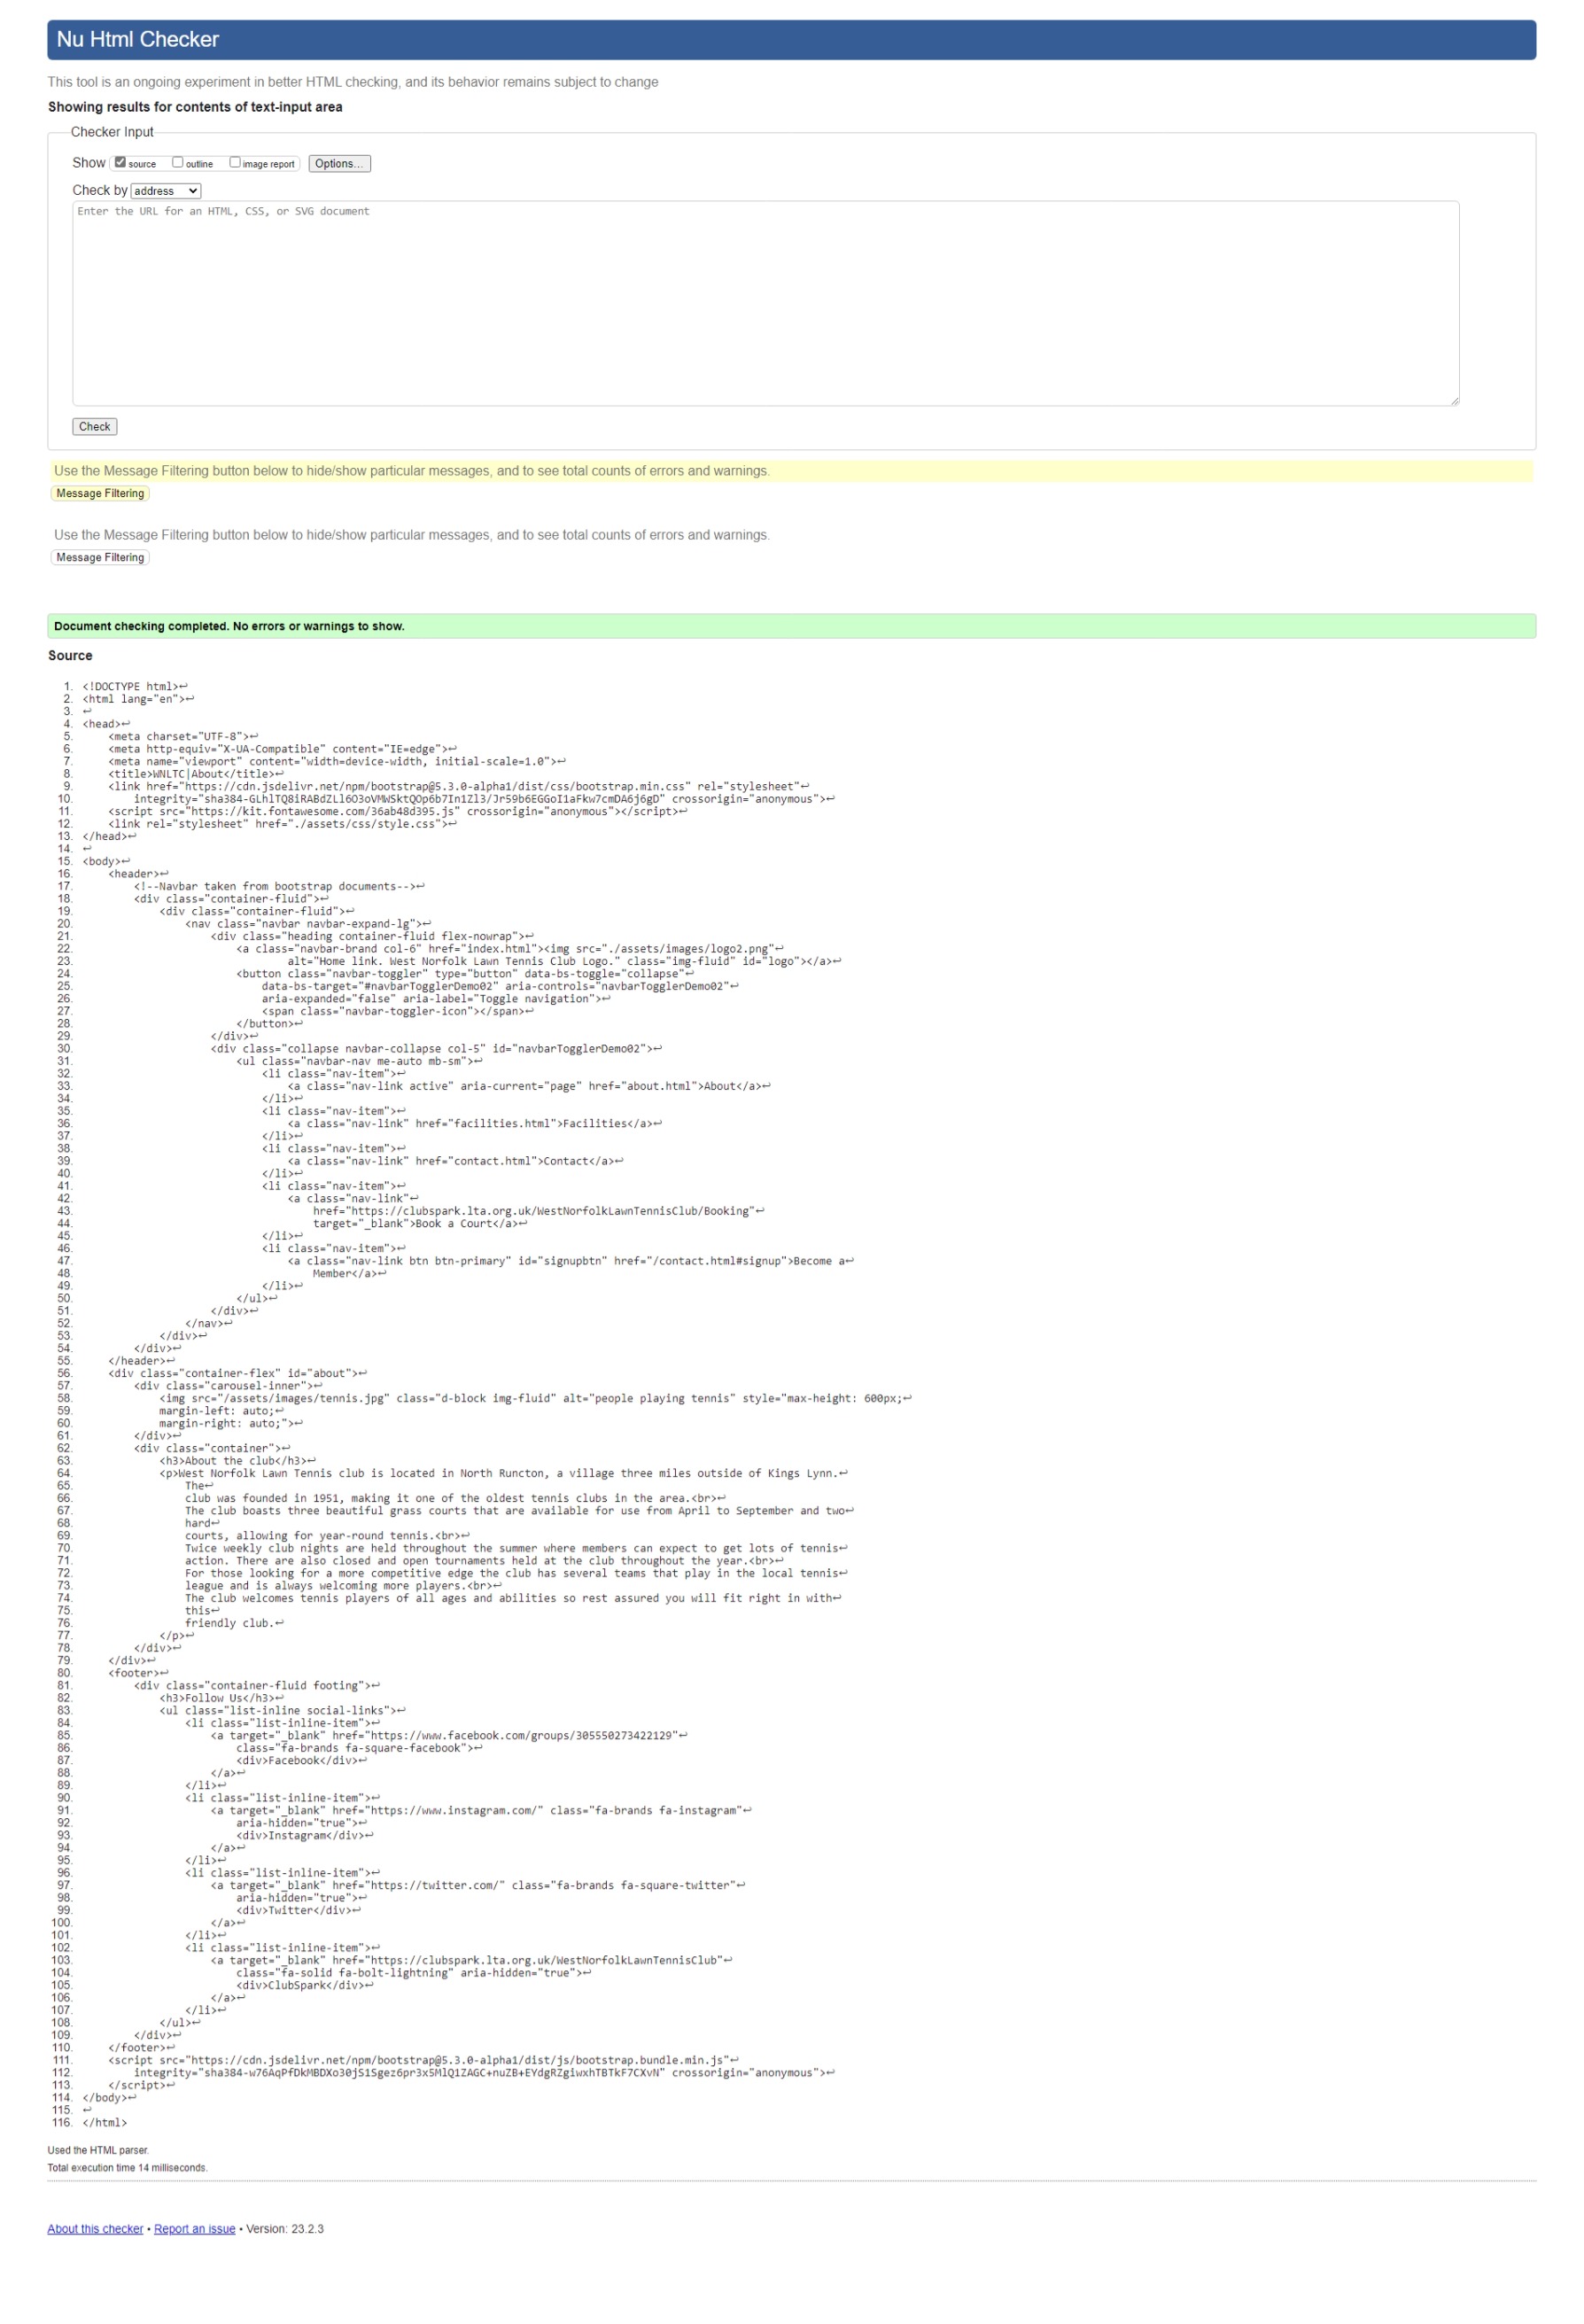 Nu Html Checker
This tool is an ongoing experiment in better HTML checking, and its behavior remains subject to change
Showing results for contents of text-input area
Checker Input
Show source outline image report Options...
Check by address
Enter the URL for an HTML, CSS, or SVG document
Check
Use the Message Filtering button below to hide/show particular messages, and to see total counts of errors and warnings.
Message Filtering
Use the Message Filtering button below to hide/show particular messages, and to see total counts of errors and warnings.
Message Filtering
Document checking completed. No errors or warnings to show.
Source
1. <!DOCTYPE html>↩
2. <html lang="en">↩
3. ↩
4. <head>↩
5. <meta charset="UTF-8">↩
6. <meta http-equiv="X-UA-Compatible" content="IE=edge">↩
7. <meta name="viewport" content="width=device-width, initial-scale=1.0">↩
8. <title>WNLTC|About</title>↩
9. <link href="https://cdn.jsdelivr.net/npm/bootstrap@5.3.0-alpha1/dist/css/bootstrap.min.css" rel="stylesheet"↩
10. integrity="sha384-GLhlTQ8iRABdZLl6O3oVMWSktQOp6b7In1Zl3/Jr59b6EGGoI1aFkw7cmDA6j6gD" crossorigin="anonymous">↩
11. <script src="https://kit.fontawesome.com/36ab48d395.js" crossorigin="anonymous"></script>↩
12. <link rel="stylesheet" href="./assets/css/style.css">↩
13. </head>↩
14. ↩
15. <body>↩
16. <header>↩
17. <!--Navbar taken from bootstrap documents-->↩
18. <div class="container-fluid">↩
19. <div class="container-fluid">↩
20. <nav class="navbar navbar-expand-lg">↩
21. <div class="heading container-fluid flex-nowrap">↩
22. <a class="navbar-brand col-6" href="index.html"><img src="./assets/images/logo2.png"↩
23. alt="Home link. West Norfolk Lawn Tennis Club Logo." class="img-fluid" id="logo"></a>↩
24. <button class="navbar-toggler" type="button" data-bs-toggle="collapse"↩
25. data-bs-target="#navbarTogglerDemo02" aria-controls="navbarTogglerDemo02"↩
26. aria-expanded="false" aria-label="Toggle navigation">↩
27. <span class="navbar-toggler-icon"></span>↩
28. </button>↩
29. </div>↩
30. <div class="collapse navbar-collapse col-5" id="navbarTogglerDemo02">↩
31. <ul class="navbar-nav me-auto mb-sm">↩
32. <li class="nav-item">↩
33. <a class="nav-link active" aria-current="page" href="about.html">About</a>↩
34. </li>↩
35. <li class="nav-item">↩
36. <a class="nav-link" href="facilities.html">Facilities</a>↩
37. </li>↩
38. <li class="nav-item">↩
39. <a class="nav-link" href="contact.html">Contact</a>↩
40. </li>↩
41. <li class="nav-item">↩
42. <a class="nav-link"↩
43. href="https://clubspark.lta.org.uk/WestNorfolkLawnTennisClub/Booking"↩
44. target="_blank">Book a Court</a>↩
45. </li>↩
46. <li class="nav-item">↩
47. <a class="nav-link btn btn-primary" id="signupbtn" href="/contact.html#signup">Become a↩
48. Member</a>↩
49. </li>↩
50. </ul>↩
51. </div>↩
52. </nav>↩
53. </div>↩
54. </div>↩
55. </header>↩
56. <div class="container-flex" id="about">↩
57. <div class="carousel-inner">↩
58. <img src="/assets/images/tennis.jpg" class="d-block img-fluid" alt="people playing tennis" style="max-height: 600px;↩
59. margin-left: auto;↩
60. margin-right: auto;">↩
61. </div>↩
62. <div class="container">↩
63. <h3>About the club</h3>↩
64. <p>West Norfolk Lawn Tennis club is located in North Runcton, a village three miles outside of Kings Lynn.↩
65. The↩
66. club was founded in 1951, making it one of the oldest tennis clubs in the area.<br>↩
67. The club boasts three beautiful grass courts that are available for use from April to September and two↩
68. hard↩
69. courts, allowing for year-round tennis.<br>↩
70. Twice weekly club nights are held throughout the summer where members can expect to get lots of tennis↩
71. action. There are also closed and open tournaments held at the club throughout the year.<br>↩
72. For those looking for a more competitive edge the club has several teams that play in the local tennis↩
73. league and is always welcoming more players.<br>↩
74. The club welcomes tennis players of all ages and abilities so rest assured you will fit right in with↩
75. this↩
76. friendly club.↩
77. </p>↩
78. </div>↩
79. </div>↩
80. <footer>↩
81. <div class="container-fluid footing">↩
82. <h3>Follow Us</h3>↩
83. <ul class="list-inline social-links">↩
84. <li class="list-inline-item">↩
85. <a target="_blank" href="https://www.facebook.com/groups/305550273422129"↩
86. class="fa-brands fa-square-facebook">↩
87. <div>Facebook</div>↩
88. </a>↩
89. </li>↩
90. <li class="list-inline-item">↩
91. <a target="_blank" href="https://www.instagram.com/" class="fa-brands fa-instagram"↩
92. aria-hidden="true">↩
93. <div>Instagram</div>↩
94. </a>↩
95. </li>↩
96. <li class="list-inline-item">↩
97. <a target="_blank" href="https://twitter.com/" class="fa-brands fa-square-twitter"↩
98. aria-hidden="true">↩
99. <div>Twitter</div>↩
100. </a>↩
101. </li>↩
102. <li class="list-inline-item">↩
103. <a target="_blank" href="https://clubspark.lta.org.uk/WestNorfolkLawnTennisClub"↩
104. class="fa-solid fa-bolt-lightning" aria-hidden="true">↩
105. <div>ClubSpark</div>↩
106. </a>↩
107. </li>↩
108. </ul>↩
109. </div>↩
110. </footer>↩
111. <script src="https://cdn.jsdelivr.net/npm/bootstrap@5.3.0-alpha1/dist/js/bootstrap.bundle.min.js"↩
112. integrity="sha384-w76AqPfDkMBDXo30jS1Sgez6pr3x5MlQ1ZAGC+nuZB+EYdgRZgiwxhTBTkF7CXvN" crossorigin="anonymous">↩
113. </script>↩
114. </body>↩
115. ↩
116. </html>
Used the HTML parser.
Total execution time 14 milliseconds.
About this checker • Report an issue • Version: 23.2.3